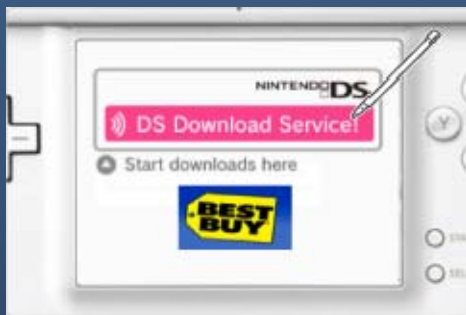 NINTENDO DS
DS Download Service!
Start downloads here
BEST
BUY
Y